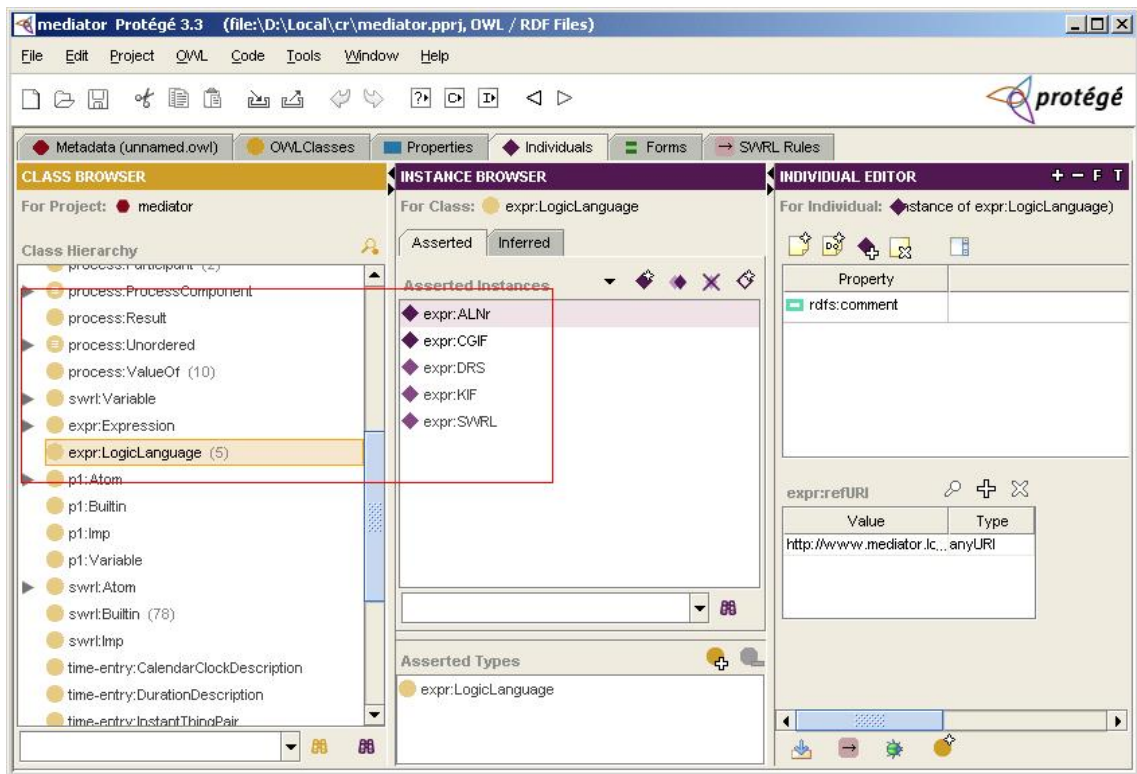 mediator Protégé 3.3 (file:\D:\Local\cr\mediator.pprj, OWL / RDF Files)
File Edit Project OWL Code Tools Window Help
protégé
Metadata (unnamed.owl) OWLClasses Properties Individuals Forms SWRL Rules
CLASS BROWSER
For Project: mediator
Class Hierarchy
process:Participant (2)
process:ProcessComponent
process:Result
process:Unordered
process:ValueOf (10)
swrl:Variable
expr:Expression
expr:LogicLanguage (5)
p1:Atom
p1:Builtin
p1:Imp
p1:Variable
swrl:Atom
swrl:Builtin (78)
swrl:Imp
time-entry:CalendarClockDescription
time-entry:DurationDescription
time-entry:InstantThingPair
INSTANCE BROWSER
For Class: expr:LogicLanguage
Asserted Inferred
Asserted Instances
expr:ALNr
expr:CGIF
expr:DRS
expr:KIF
expr:SWRL
Asserted Types
expr:LogicLanguage
INDIVIDUAL EDITOR + − F T
For Individual: nstance of expr:LogicLanguage)
Property
rdfs:comment
expr:refURI
Value Type
http://www.mediator.lc... anyURI